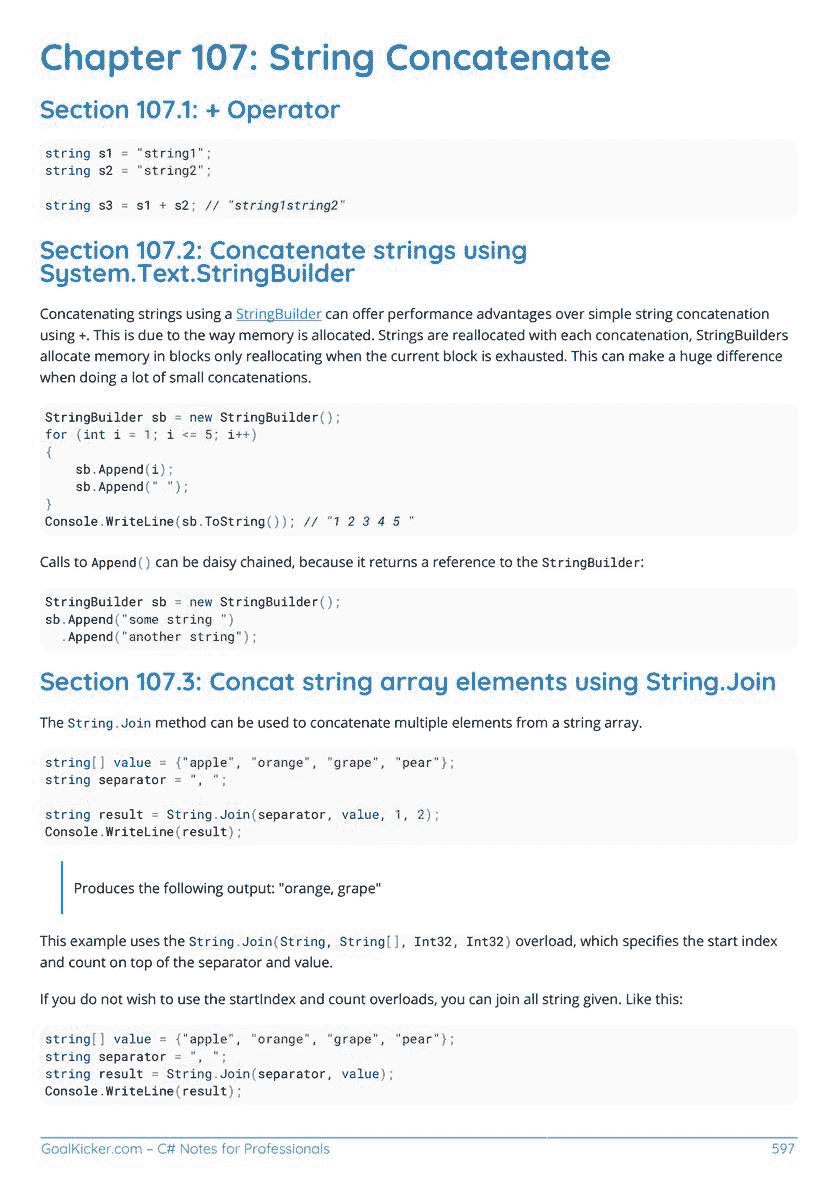 Chapter 107: String Concatenate
Section 107.1: + Operator
string s1 = "string1";
string s2 = "string2";
string s3 = s1 + s2; // "string1string2"
Section 107.2: Concatenate strings using
System.Text.StringBuilder
Concatenating strings using a StringBuilder can offer performance advantages over simple string concatenation
using +. This is due to the way memory is allocated. Strings are reallocated with each concatenation, StringBuilders
allocate memory in blocks only reallocating when the current block is exhausted. This can make a huge difference
when doing a lot of small concatenations.
StringBuilder sb = new StringBuilder();
for (int i = 1; i <= 5; i++)
{
    sb.Append(i);
    sb.Append(" ");
}
Console.WriteLine(sb.ToString()); // "1 2 3 4 5 "
Calls to Append() can be daisy chained, because it returns a reference to the StringBuilder:
StringBuilder sb = new StringBuilder();
sb.Append("some string ")
  .Append("another string");
Section 107.3: Concat string array elements using String.Join
The String.Join method can be used to concatenate multiple elements from a string array.
string[] value = {"apple", "orange", "grape", "pear"};
string separator = ", ";
string result = String.Join(separator, value, 1, 2);
Console.WriteLine(result);
Produces the following output: "orange, grape"
This example uses the String.Join(String, String[], Int32, Int32) overload, which specifies the start index
and count on top of the separator and value.
If you do not wish to use the startIndex and count overloads, you can join all string given. Like this:
string[] value = {"apple", "orange", "grape", "pear"};
string separator = ", ";
string result = String.Join(separator, value);
Console.WriteLine(result);
GoalKicker.com – C# Notes for Professionals 597